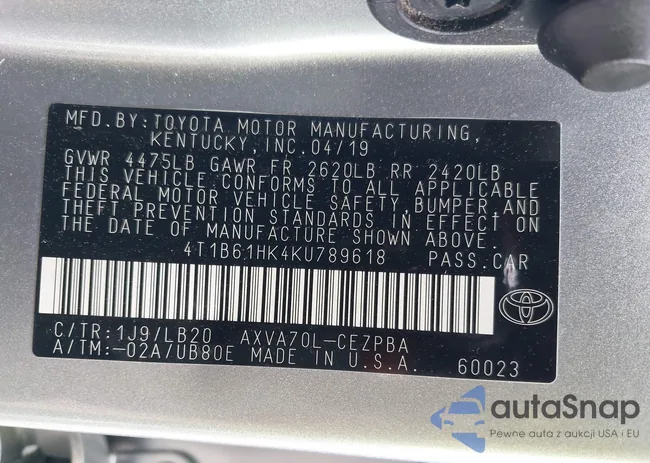 MFD.BY:TOYOTA MOTOR MANUFACTURING,
KENTUCKY,INC.04/19
GVWR 4475LB GAWR FR 2620LB RR 2420LB
THIS VEHICLE CONFORMS TO ALL APPLICABLE
FEDERAL MOTOR VEHICLE SAFETY, BUMPER,AND
THEFT PREVENTION STANDARDS IN EFFECT ON
THE DATE OF MANUFACTURE SHOWN ABOVE.
4T1B61HK4KU789618 PASS.CAR
C/TR:1J9/LB20 AXVA70L-CEZPBA
A/TM:-02A/UB80E MADE IN U.S.A. 60023
autoSnap
Pewne auta z aukcji USA i EU